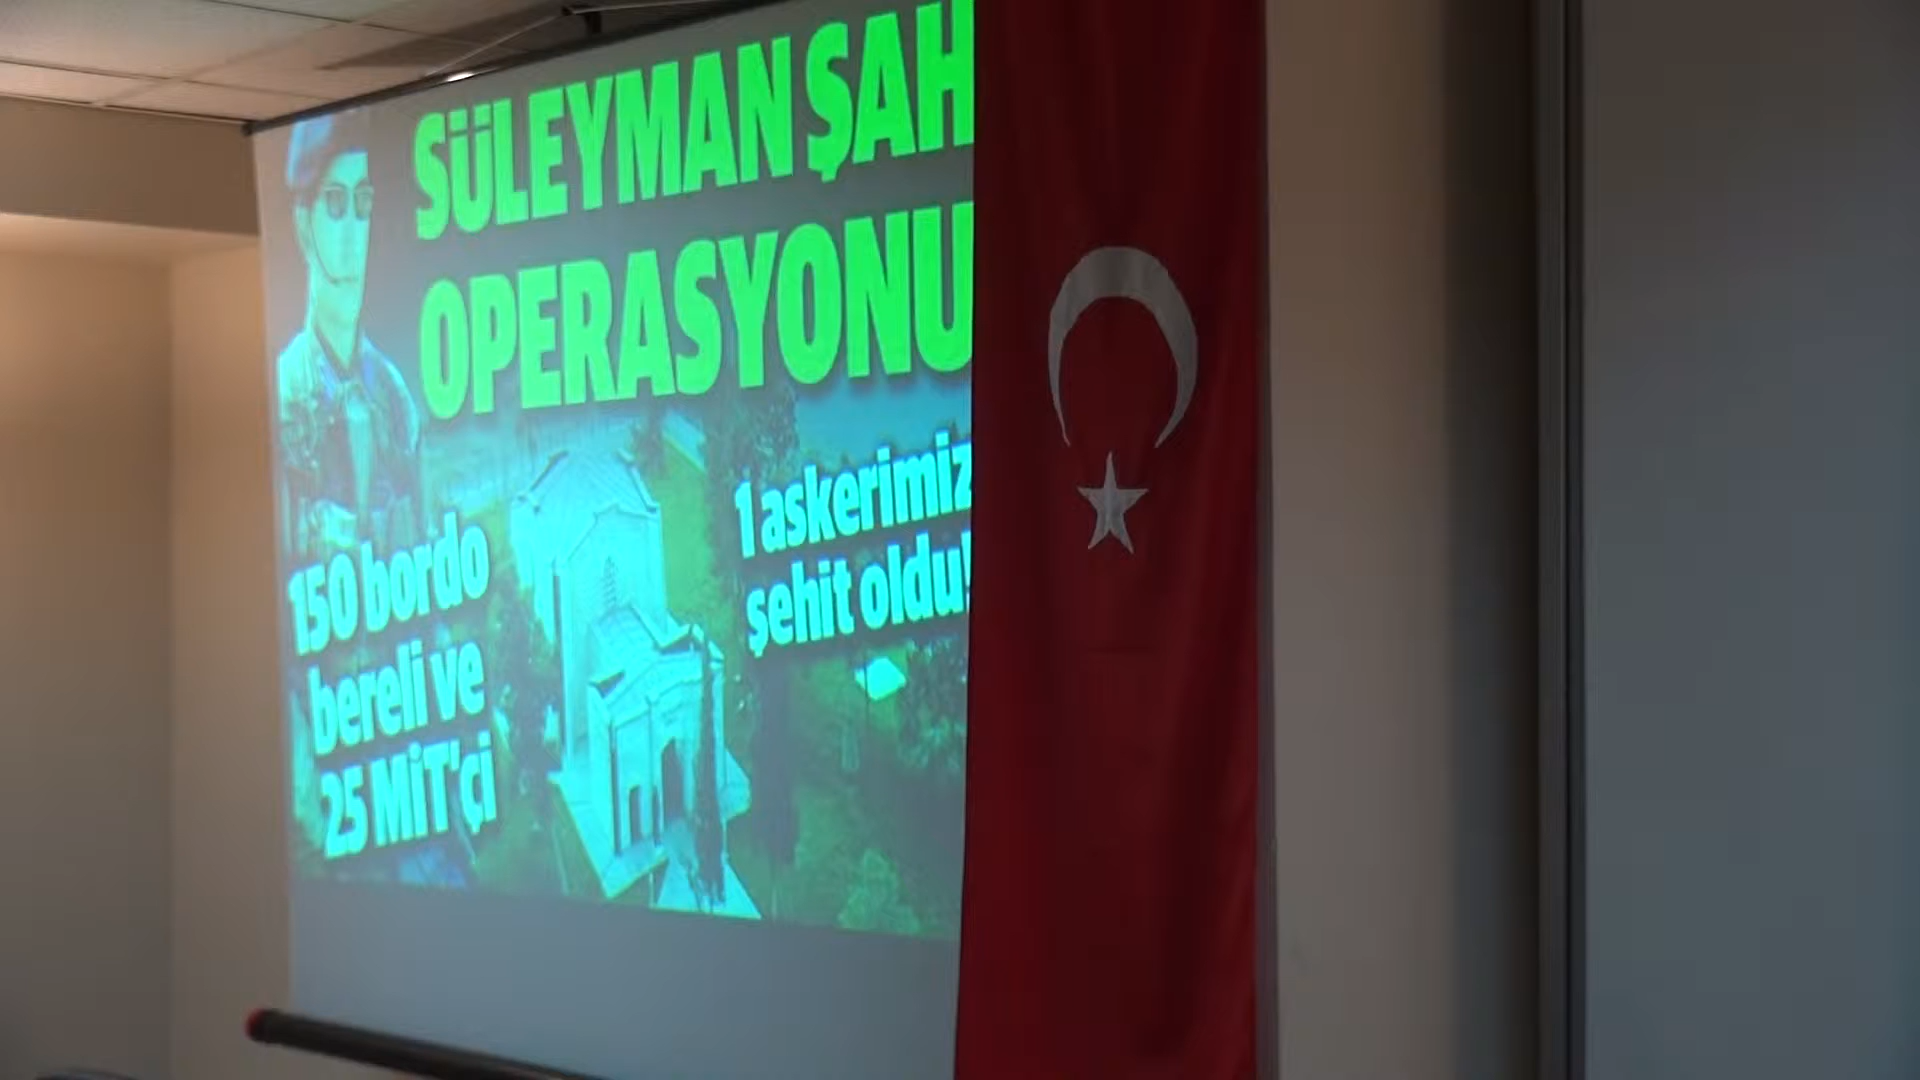 SÜLEYMAN ŞAH
OPERASYONU
150 bordo
bereli ve
25 MİT'çi
1 askerimiz
şehit oldu!